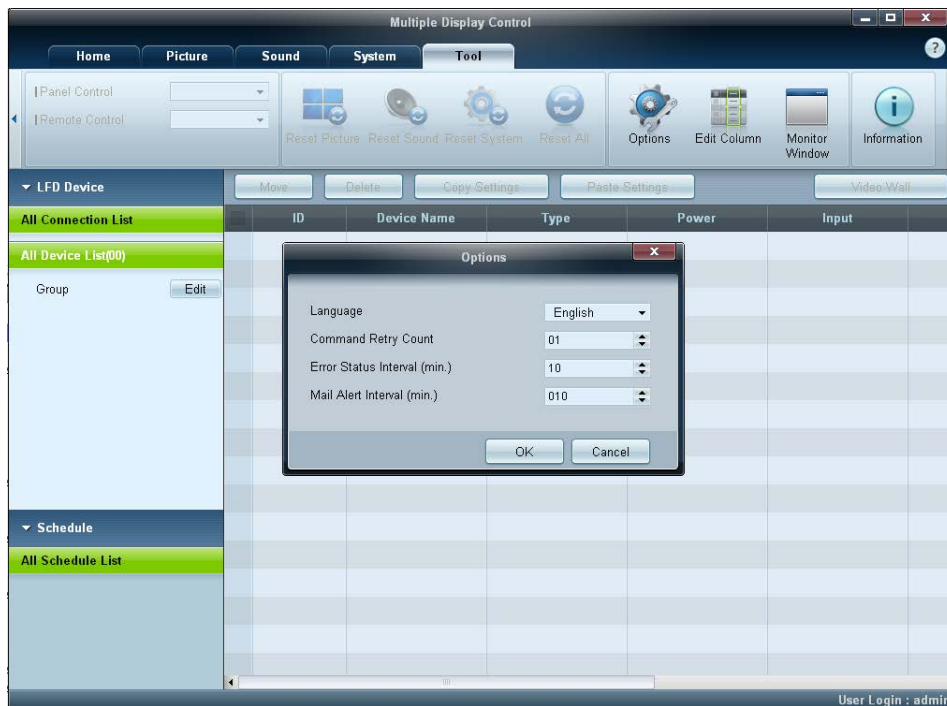 Multiple Display Control
Home Picture Sound System Tool
?
Panel Control
Remote Control
Reset Picture Reset Sound Reset System Reset All
Options Edit Column Monitor Window Information
LFD Device
Move Delete Copy Settings Paste Settings Video Wall
All Connection List
ID Device Name Type Power Input
All Device List(00)
Group Edit
Options
Language English
Command Retry Count 01
Error Status Interval (min.) 10
Mail Alert Interval (min.) 010
OK Cancel
Schedule
All Schedule List
User Login : admin